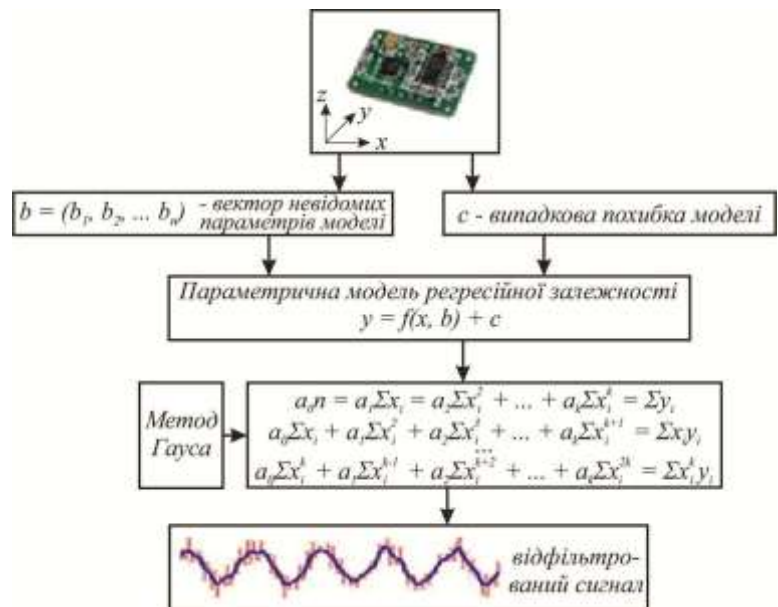 z
y
x
b = (b₁, b₂, ... bₙ) - вектор невідомих
параметрів моделі
c - випадкова похибка моделі
Параметрична модель регресійної залежності
y = f(x, b) + c
Метод
Гауса
a₀n = a₁Σxᵢ = a₂Σxᵢ² + ... + aₖΣxᵢᵏ = Σyᵢ
a₀Σxᵢ + a₁Σxᵢ² + a₂Σxᵢ³ + ... + aₖΣxᵢᵏ⁺¹ = Σxᵢyᵢ
...
a₀Σxᵢᵏ + a₁Σxᵢᵏ⁻¹ + a₂Σxᵢᵏ⁺² + ... + aₖΣxᵢ²ᵏ = Σxᵢᵏyᵢ
відфільтро-
ваний сигнал